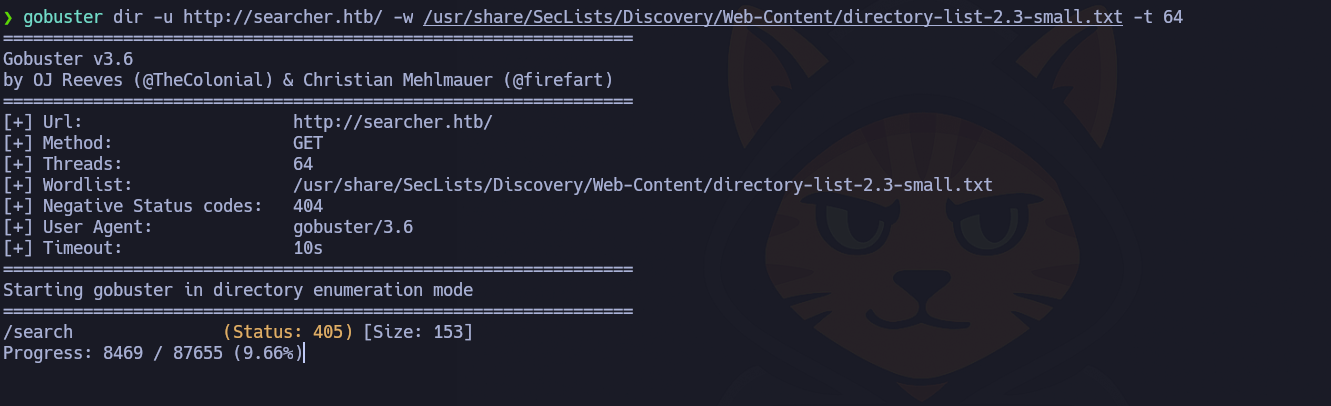 ❯ gobuster dir -u http://searcher.htb/ -w /usr/share/SecLists/Discovery/Web-Content/directory-list-2.3-small.txt -t 64
===============================================================
Gobuster v3.6
by OJ Reeves (@TheColonial) & Christian Mehlmauer (@firefart)
===============================================================
[+] Url:                     http://searcher.htb/
[+] Method:                  GET
[+] Threads:                 64
[+] Wordlist:                /usr/share/SecLists/Discovery/Web-Content/directory-list-2.3-small.txt
[+] Negative Status codes:   404
[+] User Agent:              gobuster/3.6
[+] Timeout:                 10s
===============================================================
Starting gobuster in directory enumeration mode
===============================================================
/search               (Status: 405) [Size: 153]
Progress: 8469 / 87655 (9.66%)